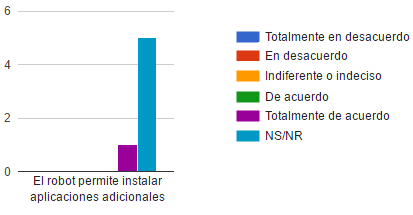 6
4
2
0
El robot permite instalar
aplicaciones adicionales
Totalmente en desacuerdo
En desacuerdo
Indiferente o indeciso
De acuerdo
Totalmente de acuerdo
NS/NR